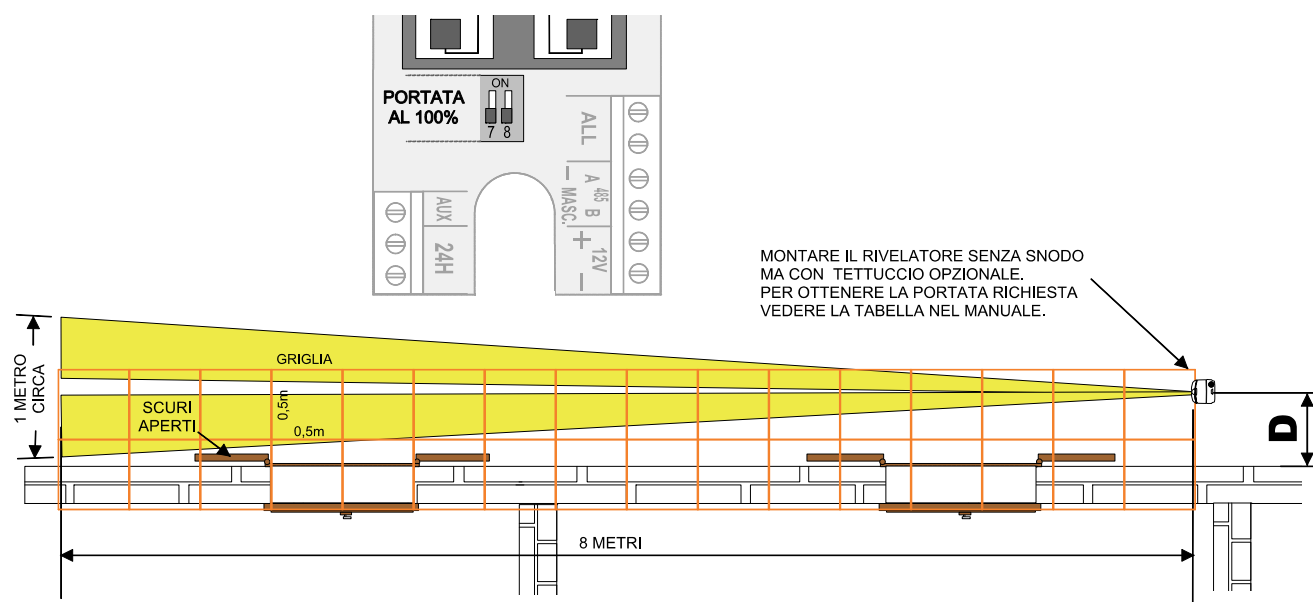 ON
PORTATA
AL 100%
7 8
ALL
A 485 B
− MASC.
+ 12V −
AUX
24H
MONTARE IL RIVELATORE SENZA SNODO
MA CON TETTUCCIO OPZIONALE.
PER OTTENERE LA PORTATA RICHIESTA
VEDERE LA TABELLA NEL MANUALE.
GRIGLIA
1 METRO
CIRCA
SCURI
APERTI
0,5m
0,5m
D
8 METRI